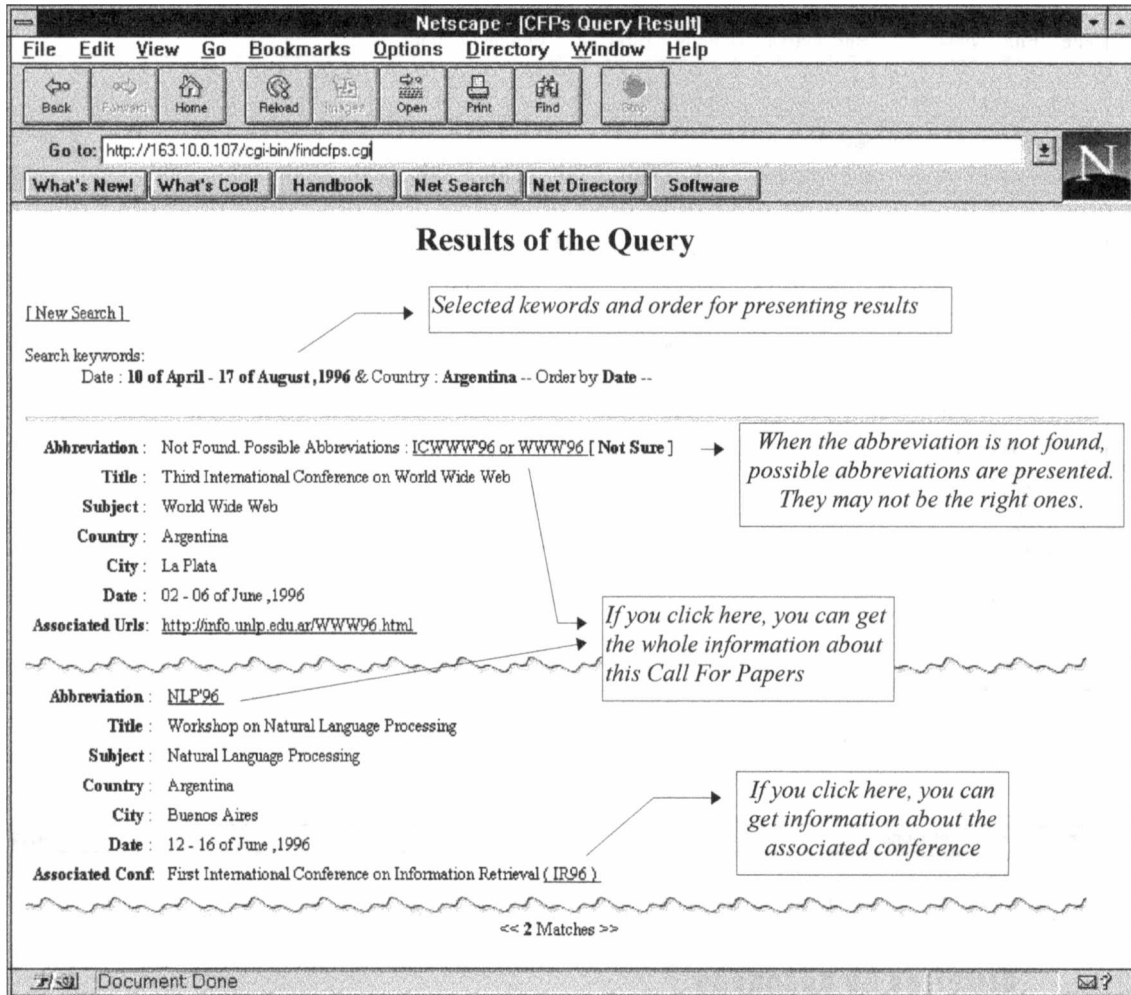 Netscape - [CFPs Query Result]
File Edit View Go Bookmarks Options Directory Window Help
Back Forward Home Reload Images Open Print Find Stop
Go to: http://163.10.0.107/cgi-bin/findcfps.cgi
What's New! What's Cool! Handbook Net Search Net Directory Software
N
Results of the Query
[ New Search ]
Selected kewords and order for presenting results
Search keywords:
Date : 10 of April - 17 of August ,1996 & Country : Argentina -- Order by Date --
Abbreviation : Not Found. Possible Abbreviations : ICWWW'96 or WWW'96 [ Not Sure ]
Title : Third International Conference on World Wide Web
Subject : World Wide Web
Country : Argentina
City : La Plata
Date : 02 - 06 of June ,1996
Associated Urls: http://info.unlp.edu.ar/WWW96.html
When the abbreviation is not found,
possible abbreviations are presented.
They may not be the right ones.
If you click here, you can get
the whole information about
this Call For Papers
Abbreviation : NLP'96
Title : Workshop on Natural Language Processing
Subject : Natural Language Processing
Country : Argentina
City : Buenos Aires
Date : 12 - 16 of June ,1996
Associated Conf: First International Conference on Information Retrieval ( IR96 )
If you click here, you can
get information about the
associated conference
<< 2 Matches >>
Document: Done